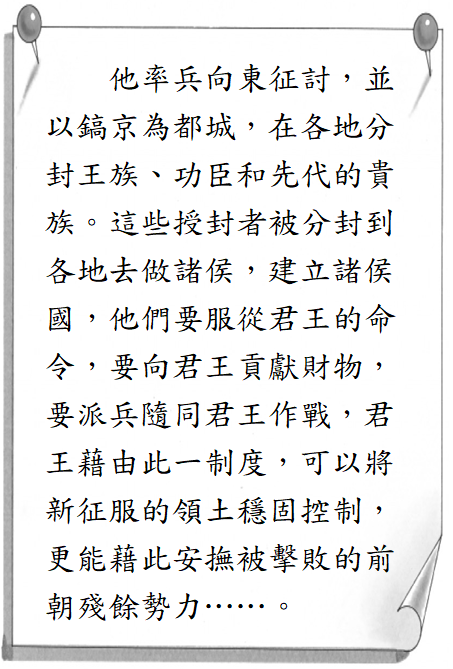 他率兵向東征討，並
以鎬京為都城，在各地分
封王族、功臣和先代的貴
族。這些授封者被分封到
各地去做諸侯，建立諸侯
國，他們要服從君王的命
令，要向君王貢獻財物，
要派兵隨同君王作戰，君
王藉由此一制度，可以將
新征服的領土穩固控制，
更能藉此安撫被擊敗的前
朝殘餘勢力……。